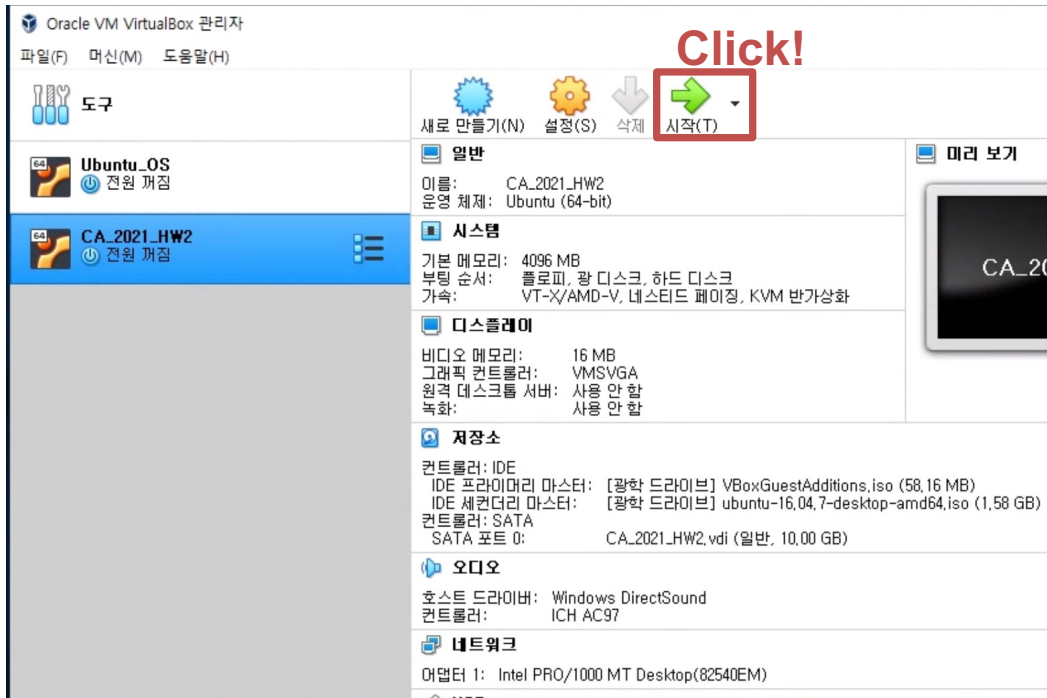 Oracle VM VirtualBox 관리자
파일(F) 머신(M) 도움말(H)
Click!
도구
새로 만들기(N) 설정(S) 삭제 시작(T)
64 Ubuntu_OS
전원 꺼짐
64 CA_2021_HW2
전원 꺼짐
일반
이름: CA_2021_HW2
운영 체제: Ubuntu (64-bit)
미리 보기
CA_20
시스템
기본 메모리: 4096 MB
부팅 순서: 플로피, 광 디스크, 하드 디스크
가속: VT-x/AMD-V, 네스티드 페이징, KVM 반가상화
디스플레이
비디오 메모리: 16 MB
그래픽 컨트롤러: VMSVGA
원격 데스크톱 서버: 사용 안 함
녹화: 사용 안 함
저장소
컨트롤러: IDE
IDE 프라이머리 마스터: [광학 드라이브] VBoxGuestAdditions.iso (58.16 MB)
IDE 세컨더리 마스터: [광학 드라이브] ubuntu-16.04.7-desktop-amd64.iso (1.58 GB)
컨트롤러: SATA
SATA 포트 0: CA_2021_HW2.vdi (일반, 10.00 GB)
오디오
호스트 드라이버: Windows DirectSound
컨트롤러: ICH AC97
네트워크
어댑터 1: Intel PRO/1000 MT Desktop(82540EM)